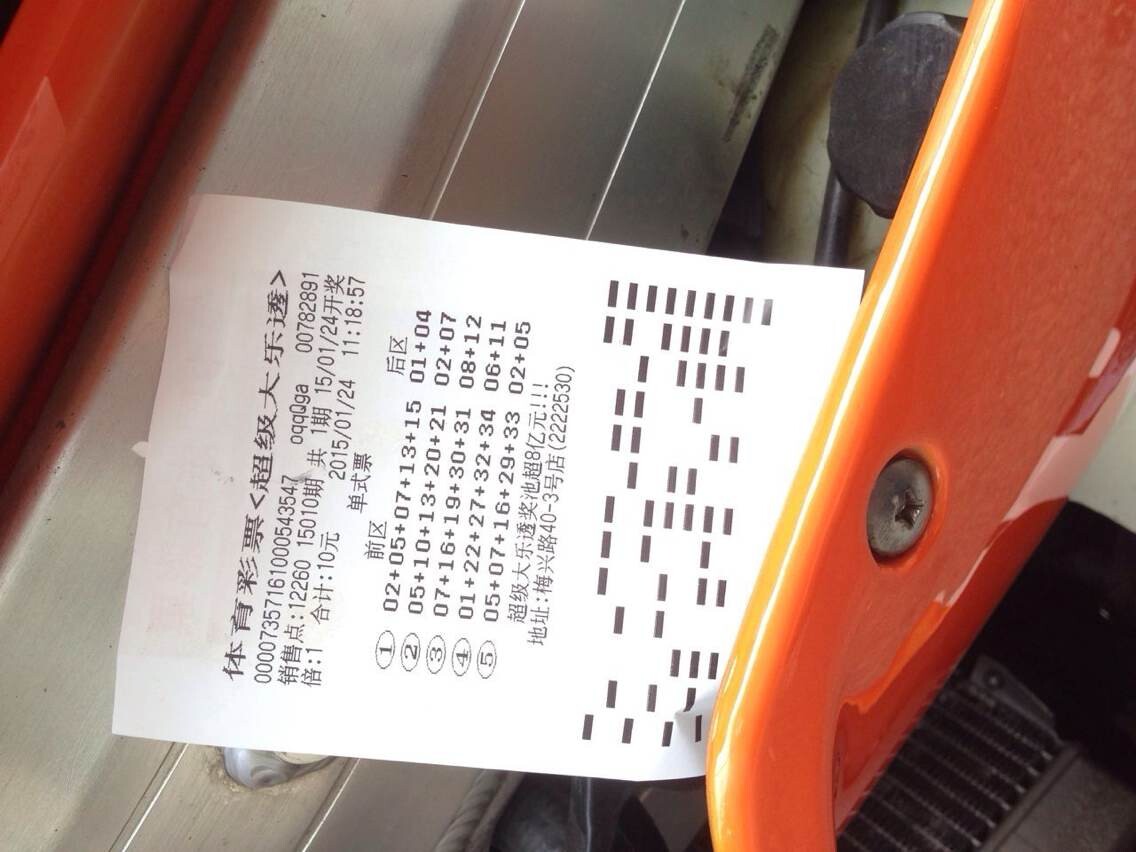 体育彩票<超级大乐透>
000073571610005​43547 oqqQga 00782891
销售点:12260 15010期 共 1期 15/01/24开奖
倍:1 合计:10元 2015/01/24 11:18:57
单式票
前区 后区
① 02+05+07+13+15 01+04
② 05+10+13+20+21 02+07
③ 07+16+19+30+31 08+12
④ 01+22+27+32+34 06+11
⑤ 05+07+16+29+33 02+05
超级大乐透奖池超8亿元!!!
地址:梅兴路40-3号店(2222530)